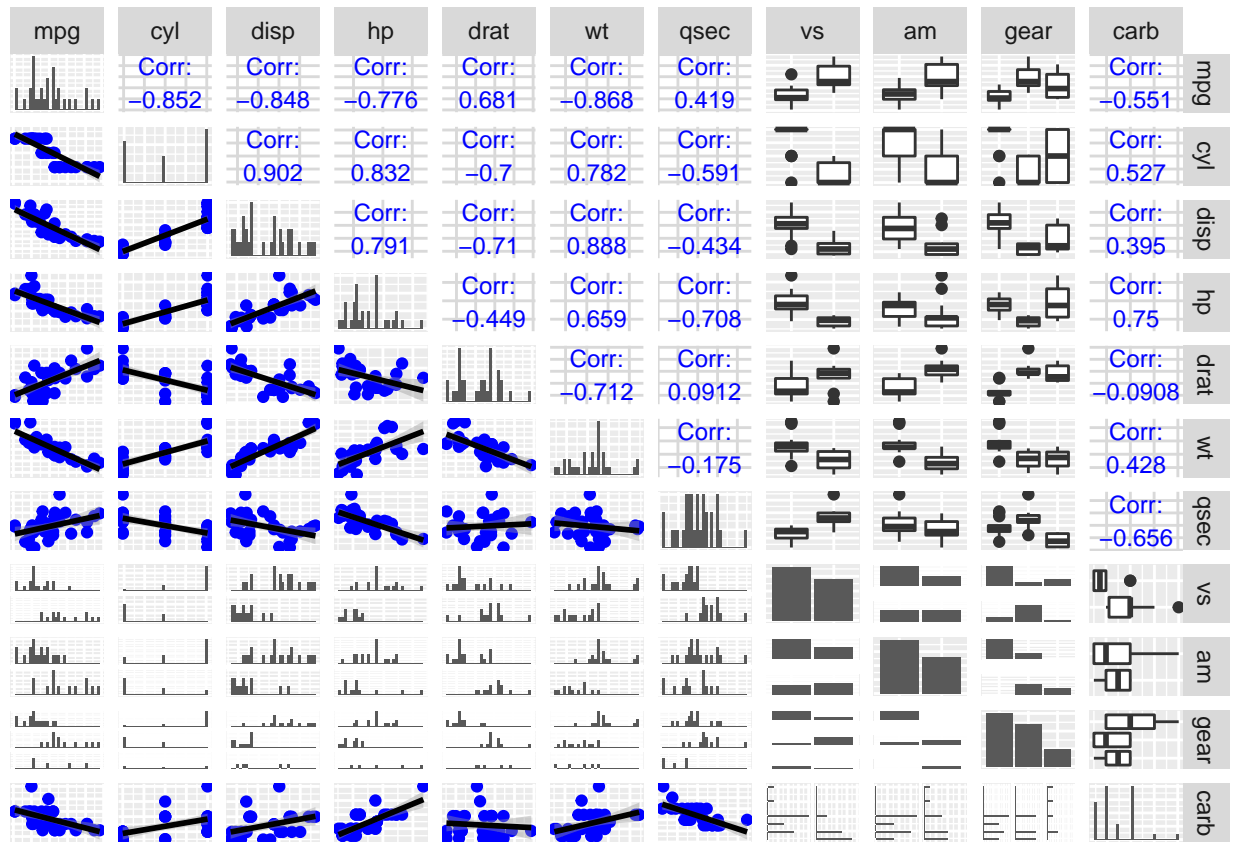 mpg cyl disp hp drat wt qsec vs am gear carb
Corr: Corr: Corr: Corr: Corr: Corr: Corr: mpg
−0.852 −0.848 −0.776 0.681 −0.868 0.419 −0.551
Corr: Corr: Corr: Corr: Corr: Corr: cyl
0.902 0.832 −0.7 0.782 −0.591 0.527
Corr: Corr: Corr: Corr: Corr: disp
0.791 −0.71 0.888 −0.434 0.395
Corr: Corr: Corr: Corr: hp
−0.449 0.659 −0.708 0.75
Corr: Corr: Corr: drat
−0.712 0.0912 −0.0908
Corr: Corr: wt
−0.175 0.428
Corr: qsec
−0.656
vs
am
gear
carb